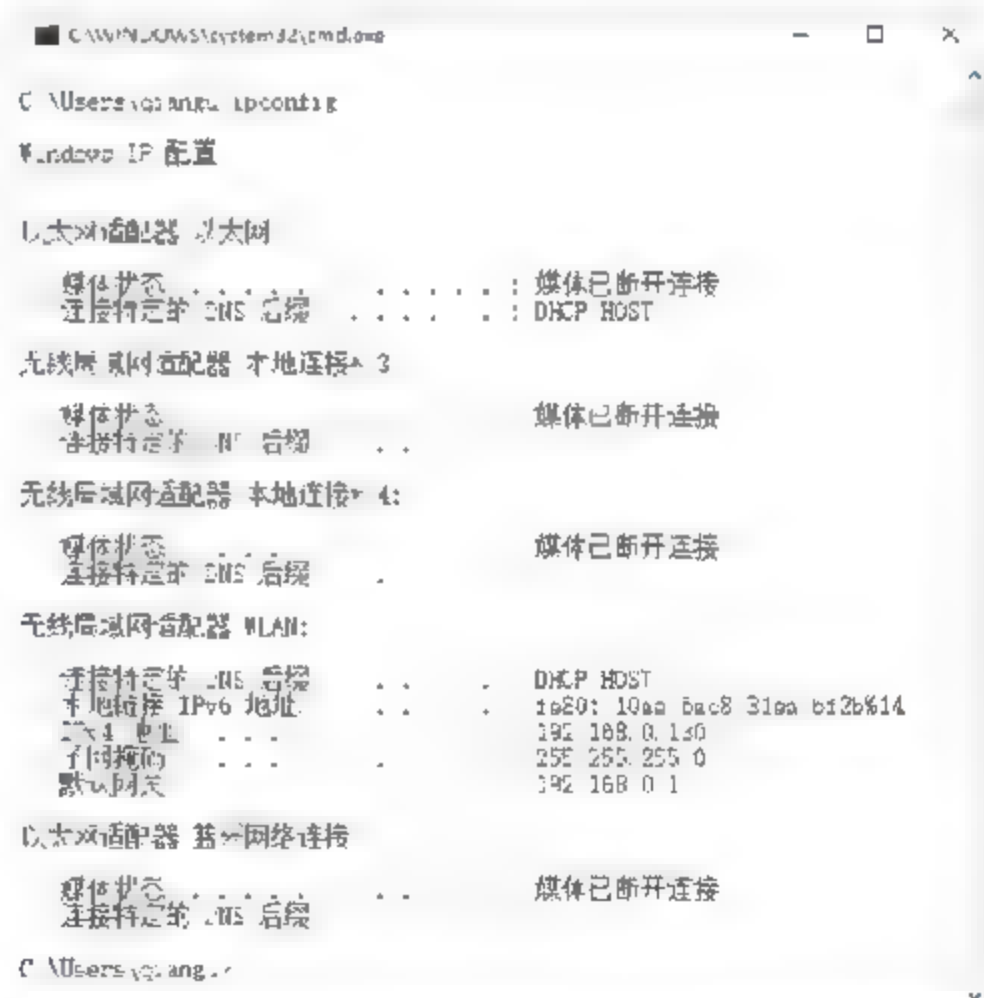 C:\WINDOWS\system32\cmd.exe
ipconfig
Windows IP 配置
以太网适配器 以太网
媒体状态 . . . . . . . . . . . : 媒体已断开连接
连接特定的 DNS 后缀 . . . . . . : DHCP HOST
无线局域网适配器 本地连接* 3
媒体状态 媒体已断开连接
连接特定的 DNS 后缀 . .
无线局域网适配器 本地连接* 4:
媒体状态 . . . 媒体已断开连接
连接特定的 DNS 后缀 .
无线局域网适配器 WLAN:
连接特定的 DNS 后缀 . . . DHCP HOST
本地链接 IPv6 地址 . . .
IPv4 地址 . . . 192 168 0 130
子网掩码 . . . . 255 255 255 0
默认网关 192 168 0 1
以太网适配器 蓝牙网络连接
媒体状态 . . . . . . . 媒体已断开连接
连接特定的 DNS 后缀
C \Users